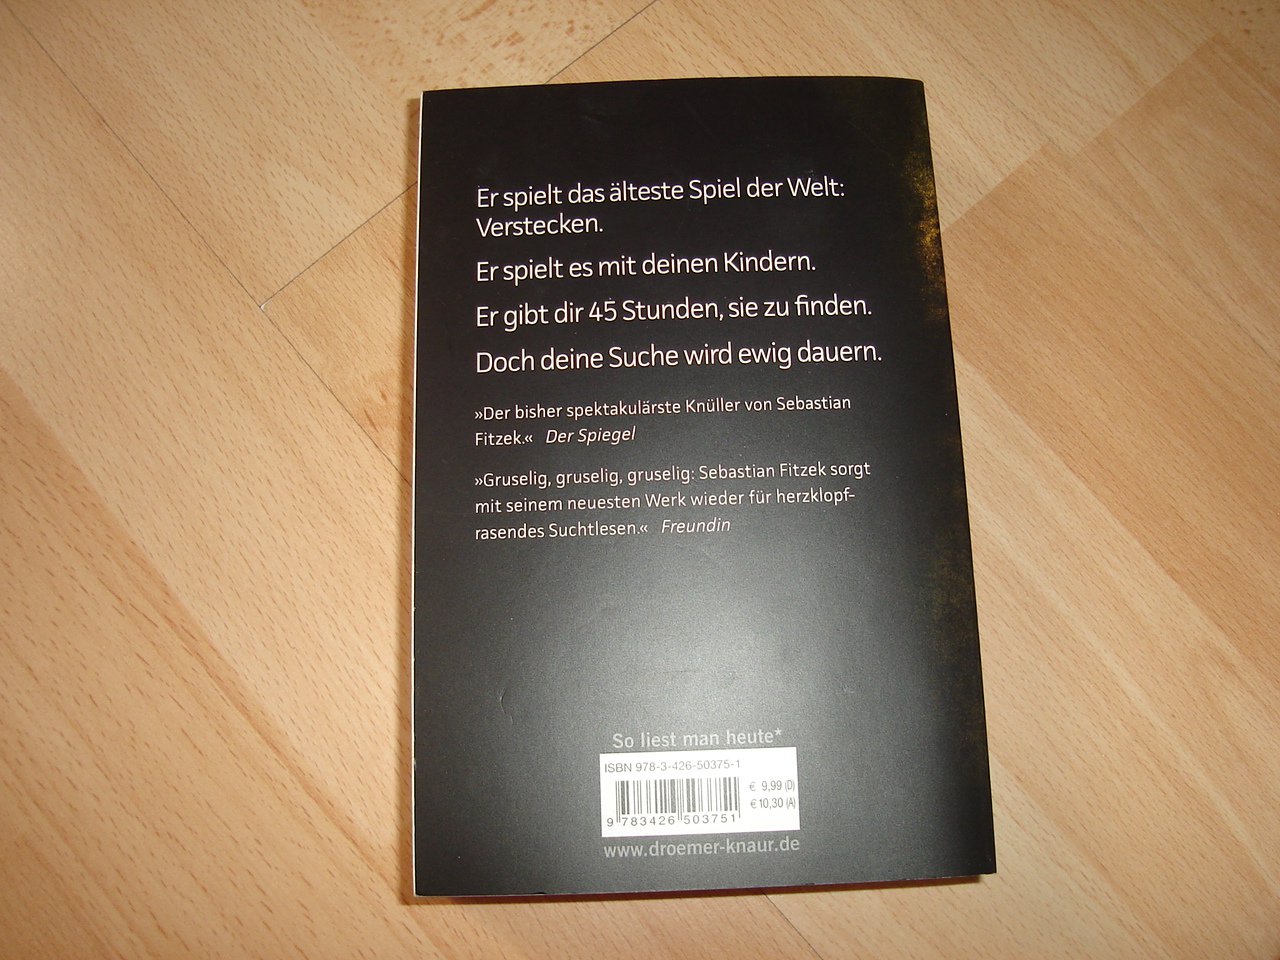 Er spielt das älteste Spiel der Welt:
Verstecken.
Er spielt es mit deinen Kindern.
Er gibt dir 45 Stunden, sie zu finden.
Doch deine Suche wird ewig dauern.
»Der bisher spektakulärste Knüller von Sebastian
Fitzek.« Der Spiegel
»Gruselig, gruselig, gruselig: Sebastian Fitzek sorgt
mit seinem neuesten Werk wieder für herzklopf-
rasendes Suchtlesen.« Freundin
So liest man heute*
ISBN 978-3-426-50375-1
€ 9,99 (D)
€ 10,30 (A)
9 783426 503751
www.droemer-knaur.de